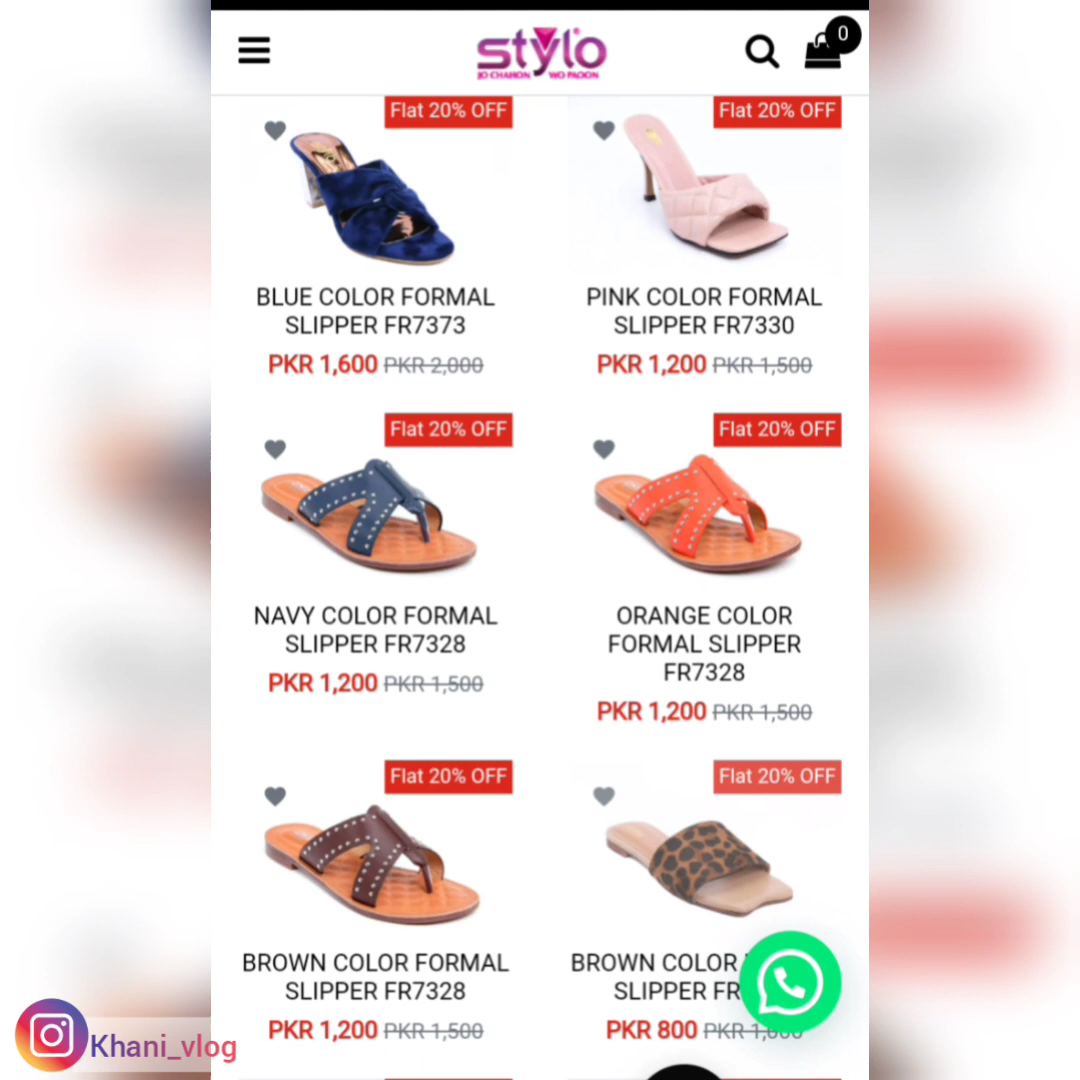 0
stylo
JO CHAHON WO PAOON
Flat 20% OFF
Flat 20% OFF
BLUE COLOR FORMAL
SLIPPER FR7373
PKR 1,600 PKR 2,000
PINK COLOR FORMAL
SLIPPER FR7330
PKR 1,200 PKR 1,500
Flat 20% OFF
Flat 20% OFF
NAVY COLOR FORMAL
SLIPPER FR7328
PKR 1,200 PKR 1,500
ORANGE COLOR
FORMAL SLIPPER
FR7328
PKR 1,200 PKR 1,500
Flat 20% OFF
Flat 20% OFF
BROWN COLOR FORMAL
SLIPPER FR7328
PKR 1,200 PKR 1,500
BROWN COLOR
SLIPPER FR
PKR 800 PKR 1,000
Khani_vlog